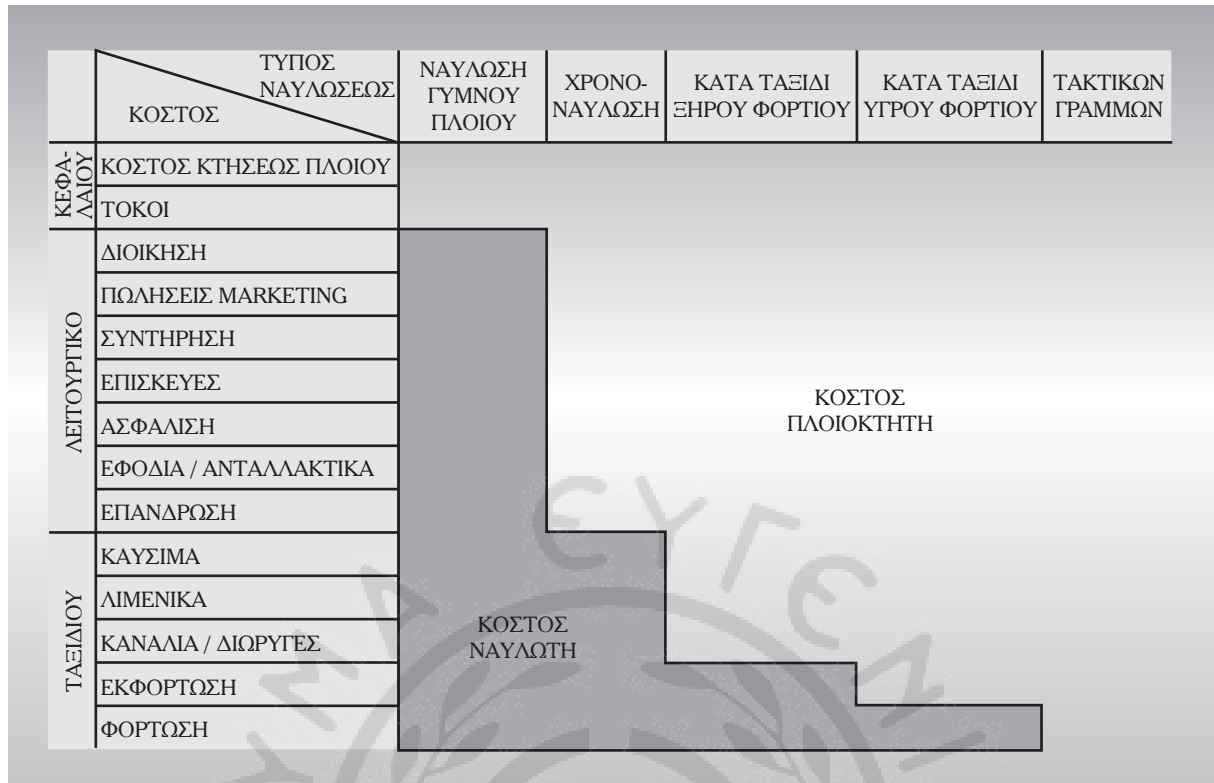 ΤΥΠΟΣ
ΝΑΥΛΩΣΕΩΣ
ΚΟΣΤΟΣ
ΝΑΥΛΩΣΗ
ΓΥΜΝΟΥ
ΠΛΟΙΟΥ
ΧΡΟΝΟ-
ΝΑΥΛΩΣΗ
ΚΑΤΑ ΤΑΞΙΔΙ
ΞΗΡΟΥ ΦΟΡΤΙΟΥ
ΚΑΤΑ ΤΑΞΙΔΙ
ΥΓΡΟΥ ΦΟΡΤΙΟΥ
ΤΑΚΤΙΚΩΝ
ΓΡΑΜΜΩΝ
ΚΕΦΑ-
ΛΑΙΟΥ
ΚΟΣΤΟΣ ΚΤΗΣΕΩΣ ΠΛΟΙΟΥ
ΤΟΚΟΙ
ΛΕΙΤΟΥΡΓΙΚΟ
ΔΙΟΙΚΗΣΗ
ΠΩΛΗΣΕΙΣ MARKETING
ΣΥΝΤΗΡΗΣΗ
ΕΠΙΣΚΕΥΕΣ
ΑΣΦΑΛΙΣΗ
ΕΦΟΔΙΑ / ΑΝΤΑΛΛΑΚΤΙΚΑ
ΕΠΑΝΔΡΩΣΗ
ΚΟΣΤΟΣ
ΠΛΟΙΟΚΤΗΤΗ
ΤΑΞΙΔΙΟΥ
ΚΑΥΣΙΜΑ
ΛΙΜΕΝΙΚΑ
ΚΑΝΑΛΙΑ / ΔΙΩΡΥΓΕΣ
ΕΚΦΟΡΤΩΣΗ
ΦΟΡΤΩΣΗ
ΚΟΣΤΟΣ
ΝΑΥΛΩΤΗ